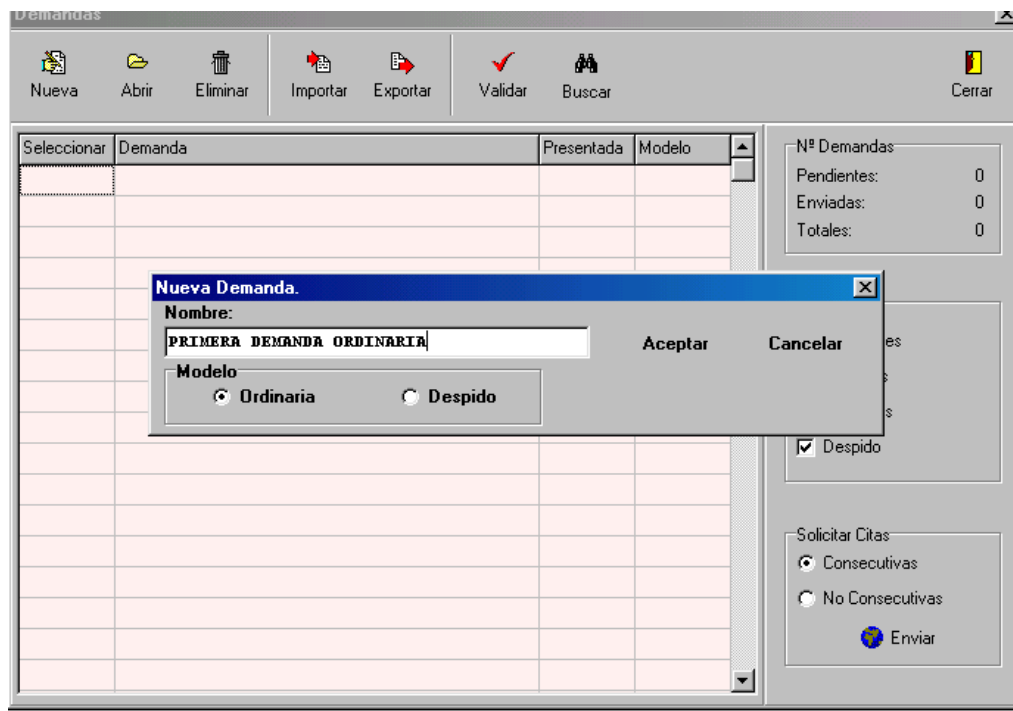 Demandas
Nueva Abrir Eliminar Importar Exportar Validar Buscar Cerrar
Seleccionar Demanda Presentada Modelo
Nº Demandas
Pendientes: 0
Enviadas: 0
Totales: 0
Nueva Demanda.
Nombre:
PRIMERA DEMANDA ORDINARIA
Aceptar Cancelar
Modelo
Ordinaria Despido
es
s
s
Despido
Solicitar Citas
Consecutivas
No Consecutivas
Enviar